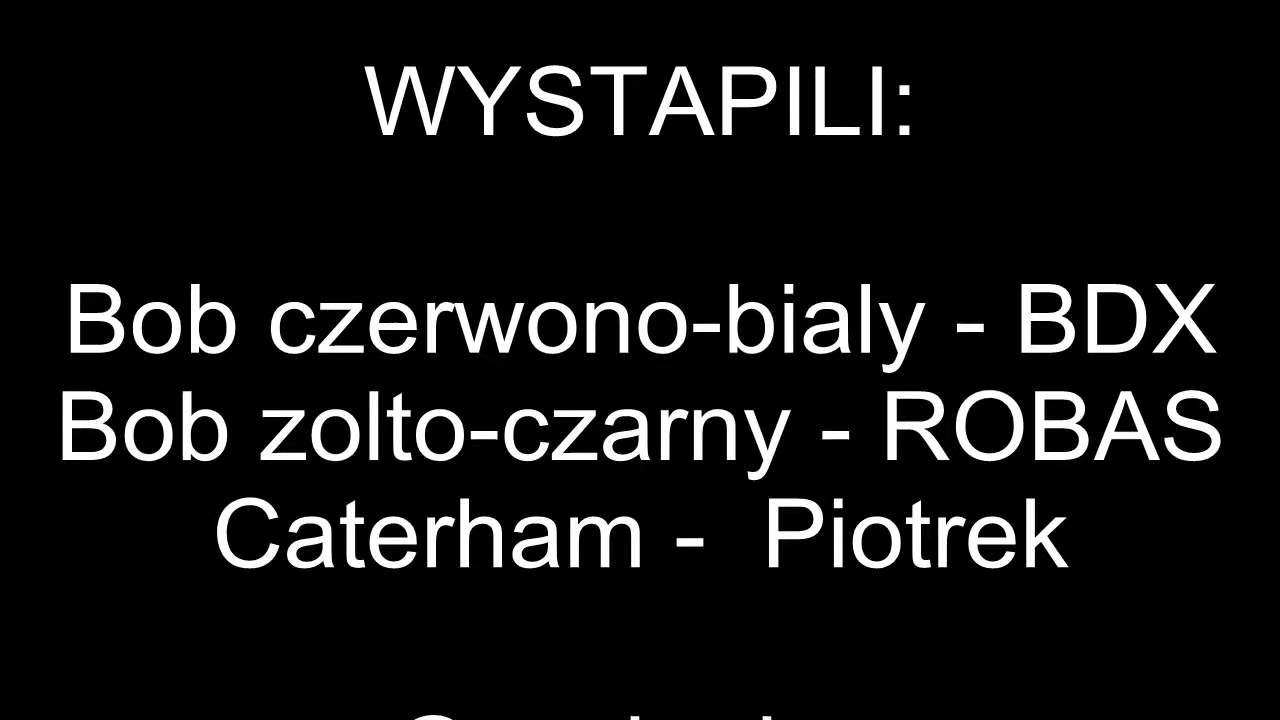 WYSTAPILI:
Bob czerwono-bialy - BDX
Bob zolto-czarny - ROBAS
Caterham - Piotrek